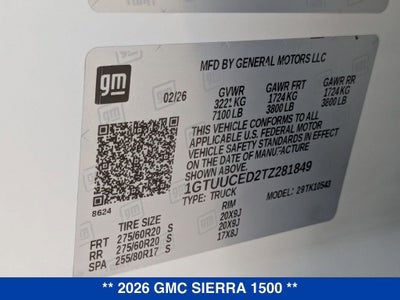 gm
MFD BY GENERAL MOTORS LLC
02/26
GVWR GAWR FRT GAWR RR
3221 KG 1724 KG 1724 KG
7100 LB 3800 LB 3800 LB
THIS VEHICLE CONFORMS TO ALL
APPLICABLE U.S. FEDERAL MOTOR
VEHICLE SAFETY AND THEFT
PREVENTION STANDARDS IN EFFECT
ON THE DATE OF MANUFACTURE
SHOWN ABOVE.
1GTUUCED2TZ281849
TYPE: TRUCK MODEL: 29TK10543
8624
TIRE SIZE RIM
FRT 275/60R20 S 20X9J
RR 275/60R20 S 20X9J
SPA 255/80R17 S 17X8J
** 2026 GMC SIERRA 1500 **